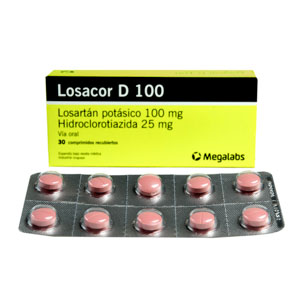 Losacor D 100
Losartán potásico 100 mg
Hidroclorotiazida 25 mg
Vía oral
30 comprimidos recubiertos
Megalabs